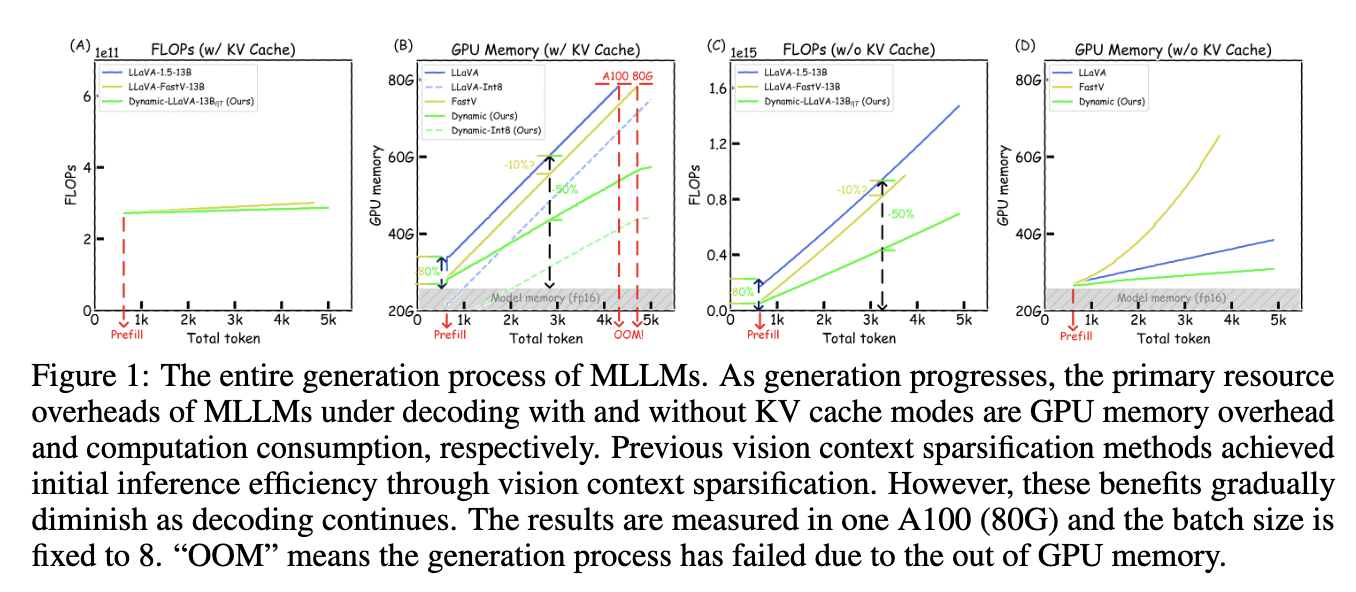 (A) 1e11 FLOPs (w/ KV Cache)
LLaVA-1.5-13B
LLaVA-FastV-13B
Dynamic-LLaVA-13B_I|T (Ours)
FLOPs
6
4
2
0
0 1k 2k 3k 4k 5k
Prefill
Total token
(B) GPU Memory (w/ KV Cache)
LLaVA
LLaVA-Int8
FastV
Dynamic (Ours)
Dynamic-Int8 (Ours)
A100 80G
GPU memory
80G
60G
40G
20G
-10%?
-50%
80%
Model memory (fp16)
1k 2k 3k 4k 5k
0
Prefill
OOM!
Total token
(C) 1e15 FLOPs (w/o KV Cache)
LLaVA-1.5-13B
LLaVA-FastV-13B
Dynamic-LLaVA-13B_I|T (Ours)
FLOPs
1.6
1.2
0.8
0.4
0.0
-10%?
-50%
80%
0 1k 2k 3k 4k 5k
Prefill
Total token
(D) GPU Memory (w/o KV Cache)
LLaVA
FastV
Dynamic (Ours)
GPU memory
80G
60G
40G
20G
Model memory (fp16)
0 1k 2k 3k 4k 5k
Prefill
Total token
Figure 1: The entire generation process of MLLMs. As generation progresses, the primary resource
overheads of MLLMs under decoding with and without KV cache modes are GPU memory overhead
and computation consumption, respectively. Previous vision context sparsification methods achieved
initial inference efficiency through vision context sparsification. However, these benefits gradually
diminish as decoding continues. The results are measured in one A100 (80G) and the batch size is
fixed to 8. “OOM” means the generation process has failed due to the out of GPU memory.